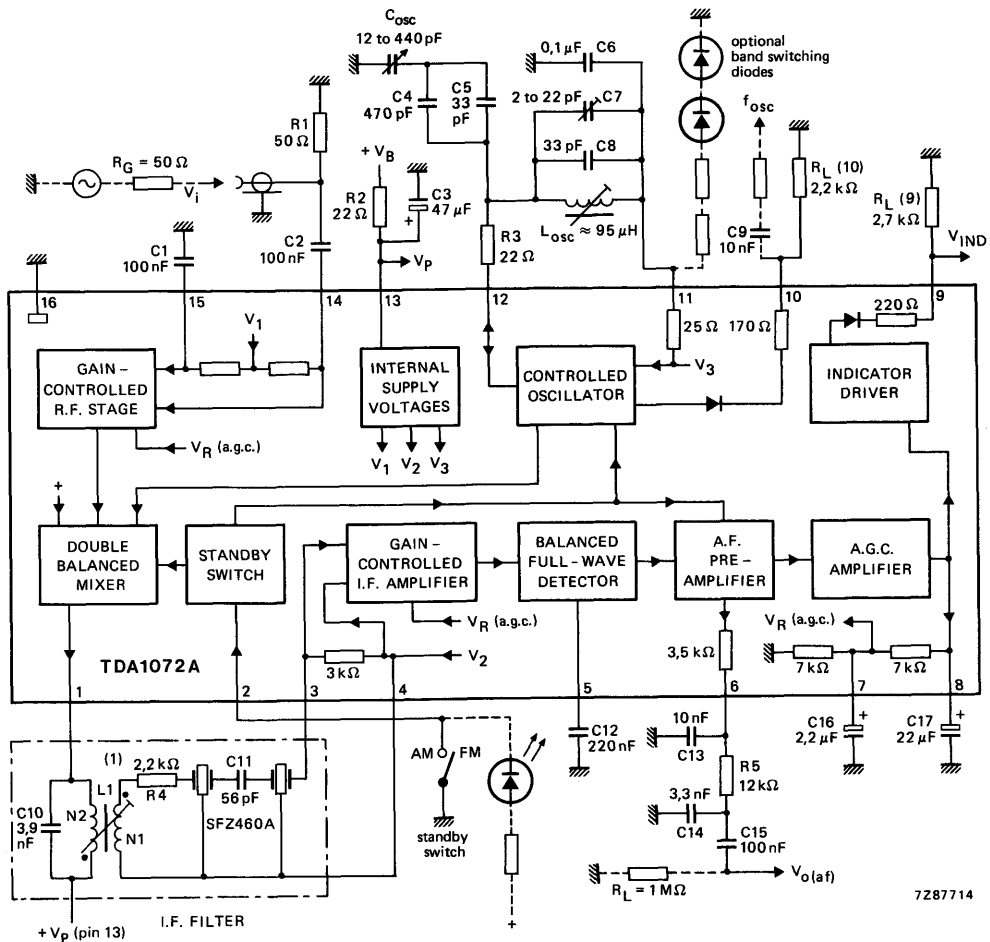 Cosc
12 to 440 pF
C4
470 pF
C5
33
pF
0,1 µF
C6
2 to 22 pF
C7
33 pF
C8
Losc ≈ 95 µH
optional
band switching
diodes
fosc
RL (10)
2,2 kΩ
RL (9)
2,7 kΩ
VIND
C9
10 nF
R1
50 Ω
RG = 50 Ω
Vi
+ VB
R2
22 Ω
C3
47 µF
+
VP
R3
22 Ω
C1
100 nF
C2
100 nF
16
15
14
13
12
11
10
9
V1
25 Ω
170 Ω
220 Ω
GAIN –
CONTROLLED
R.F. STAGE
VR (a.g.c.)
INTERNAL
SUPPLY
VOLTAGES
V1 V2 V3
CONTROLLED
OSCILLATOR
V3
INDICATOR
DRIVER
+
DOUBLE
BALANCED
MIXER
STANDBY
SWITCH
GAIN –
CONTROLLED
I.F. AMPLIFIER
BALANCED
FULL – WAVE
DETECTOR
A.F.
PRE –
AMPLIFIER
A.G.C.
AMPLIFIER
VR (a.g.c.)
V2
3 kΩ
3,5 kΩ
VR (a.g.c.)
7 kΩ
7 kΩ
TDA1072A
1
2
3
4
5
6
7
8
C10
3,9
nF
N2
L1
(1)
N1
2,2 kΩ
R4
C11
56 pF
SFZ460A
I.F. FILTER
+ VP (pin 13)
AM
FM
standby
switch
+
C12
220 nF
10 nF
C13
R5
12 kΩ
3,3 nF
C14
C15
100 nF
RL = 1 MΩ
Vo(af)
C16
2,2 µF
+
C17
22 µF
+
7Z87714